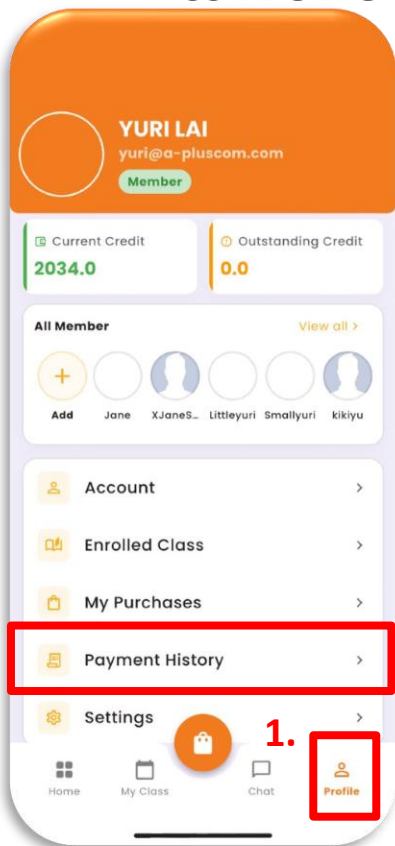 YURI LAI
yuri@a-pluscom.com
Member
Current Credit
2034.0
Outstanding Credit
0.0
All Member
View all >
Add Jane XJaneS... Littleyuri Smallyuri kikiyu
Account
Enrolled Class
My Purchases
Payment History
Settings
1.
Home My Class Chat Profile